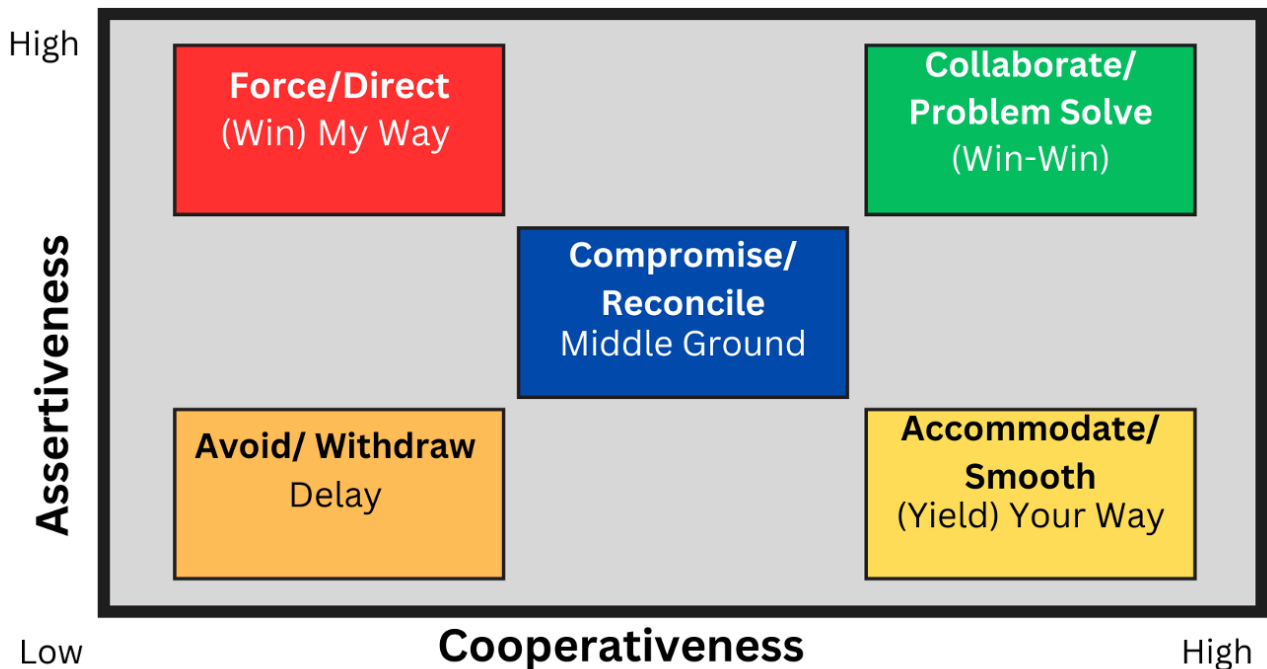 High
Force/Direct
(Win) My Way
Collaborate/
Problem Solve
(Win-Win)
Compromise/
Reconcile
Middle Ground
Assertiveness
Avoid/ Withdraw
Delay
Accommodate/
Smooth
(Yield) Your Way
Low
Cooperativeness
High